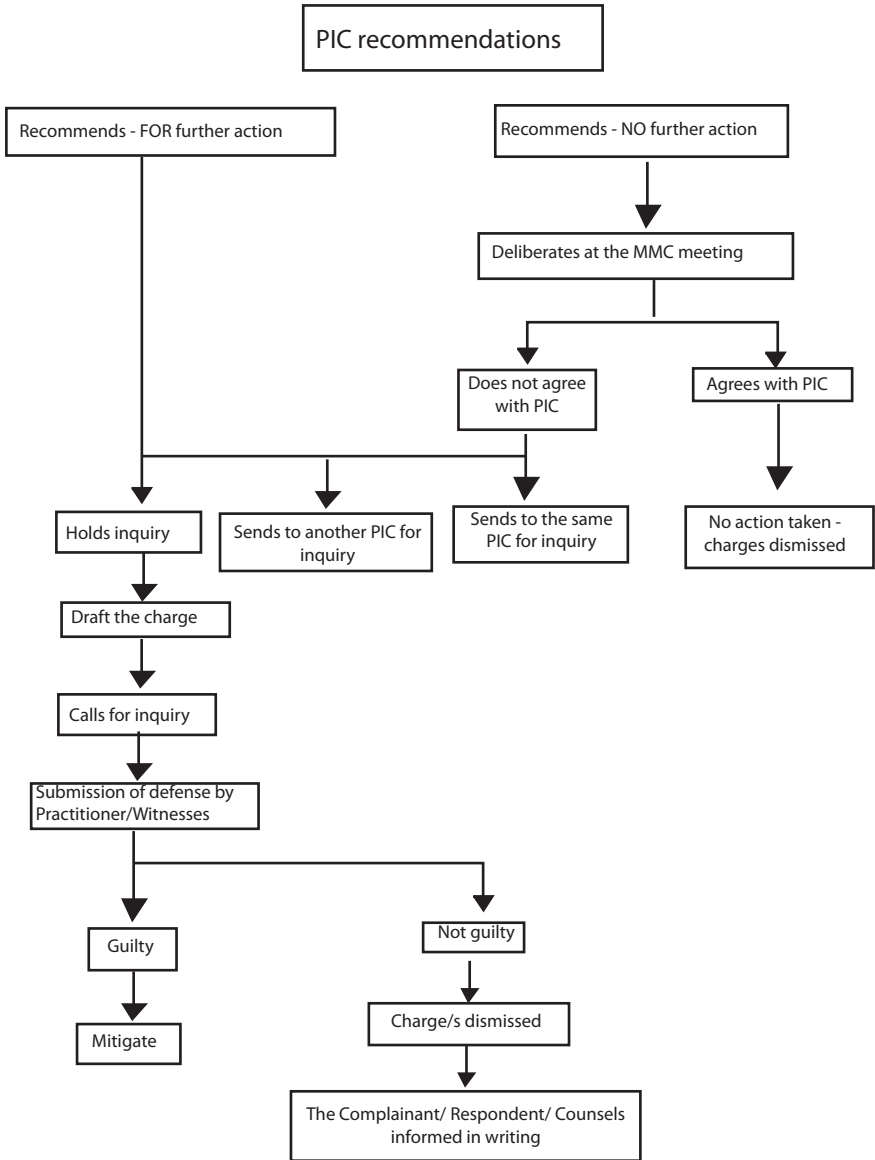 PIC recommendations
Recommends - FOR further action
Recommends - NO further action
Deliberates at the MMC meeting
Does not agree
with PIC
Agrees with PIC
Holds inquiry
Sends to another PIC for
inquiry
Sends to the same
PIC for inquiry
No action taken -
charges dismissed
Draft the charge
Calls for inquiry
Submission of defense by
Practitioner/Witnesses
Guilty
Not guilty
Mitigate
Charge/s dismissed
The Complainant/ Respondent/ Counsels
informed in writing